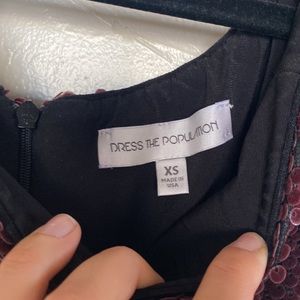 DRESS THE POPULATION
XS
MADE IN
USA